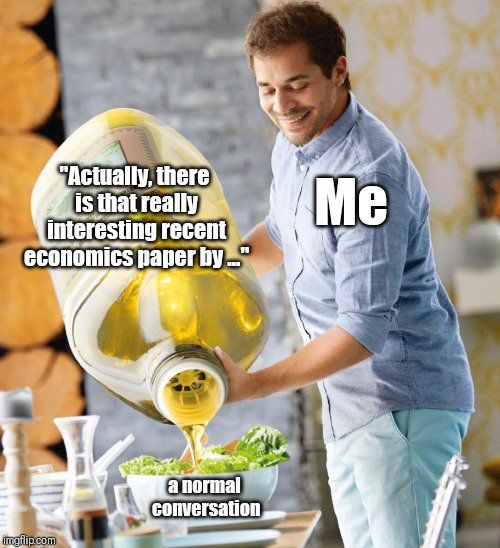 "Actually, there
is that really
interesting recent
economics paper by ..."
Me
a normal
conversation
imgflip.com